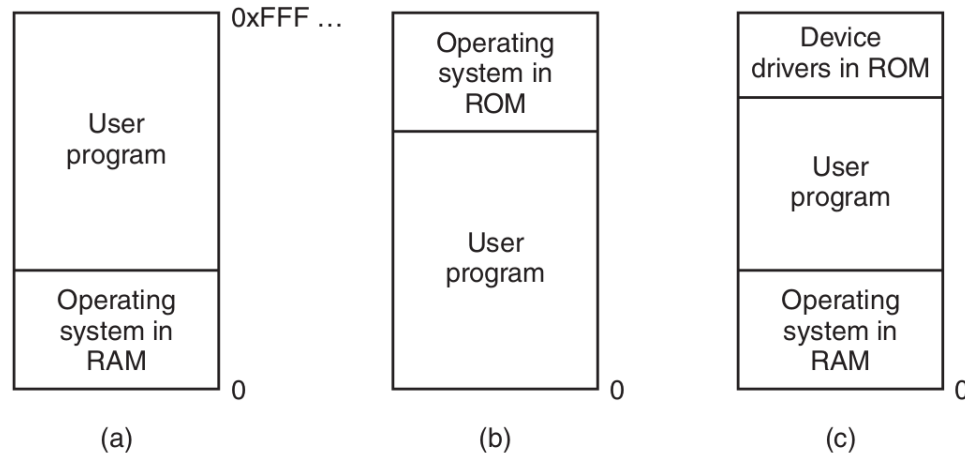 0xFFF …
User
program
Operating
system in
RAM
0
(a)
Operating
system in
ROM
User
program
0
(b)
Device
drivers in ROM
User
program
Operating
system in
RAM
0
(c)